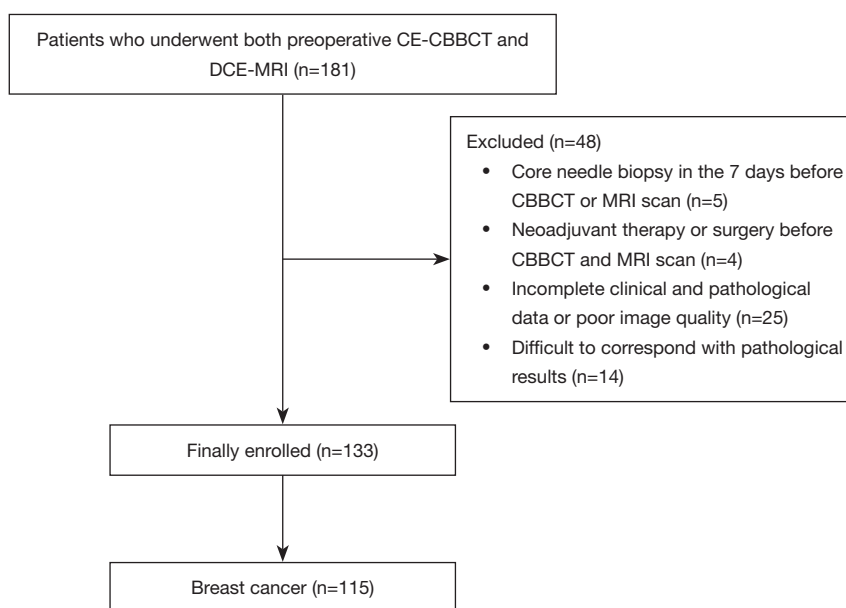 Patients who underwent both preoperative CE-CBBCT and
DCE-MRI (n=181)
Excluded (n=48)
• Core needle biopsy in the 7 days before
CBBCT or MRI scan (n=5)
• Neoadjuvant therapy or surgery before
CBBCT and MRI scan (n=4)
• Incomplete clinical and pathological
data or poor image quality (n=25)
• Difficult to correspond with pathological
results (n=14)
Finally enrolled (n=133)
Breast cancer (n=115)